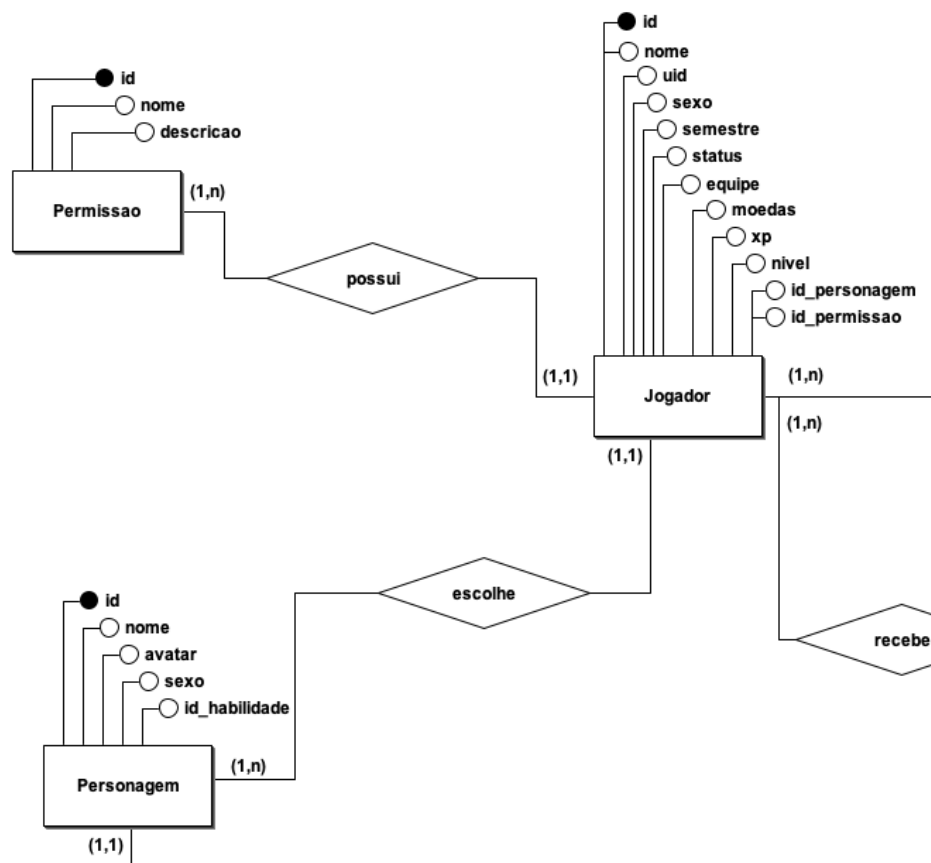 id
nome
uid
sexo
semestre
status
equipe
moedas
xp
nivel
id_personagem
id_permissao
Jogador
(1,n)
(1,n)
(1,1)
(1,1)
id
nome
descricao
Permissao
(1,n)
possui
escolhe
recebe
id
nome
avatar
sexo
id_habilidade
Personagem
(1,n)
(1,1)